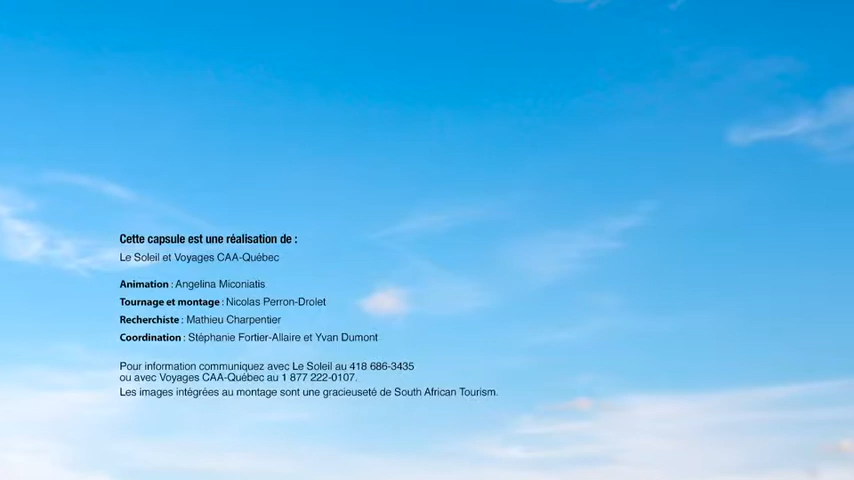 Cette capsule est une réalisation de :
Le Soleil et Voyages CAA-Québec
Animation : Angelina Miconiatis
Tournage et montage : Nicolas Perron-Drolet
Recherchiste : Mathieu Charpentier
Coordination : Stéphanie Fortier-Allaire et Yvan Dumont
Pour information communiquez avec Le Soleil au 418 686-3435
ou avec Voyages CAA-Québec au 1 877 222-0107.
Les images intégrées au montage sont une gracieuseté de South African Tourism.